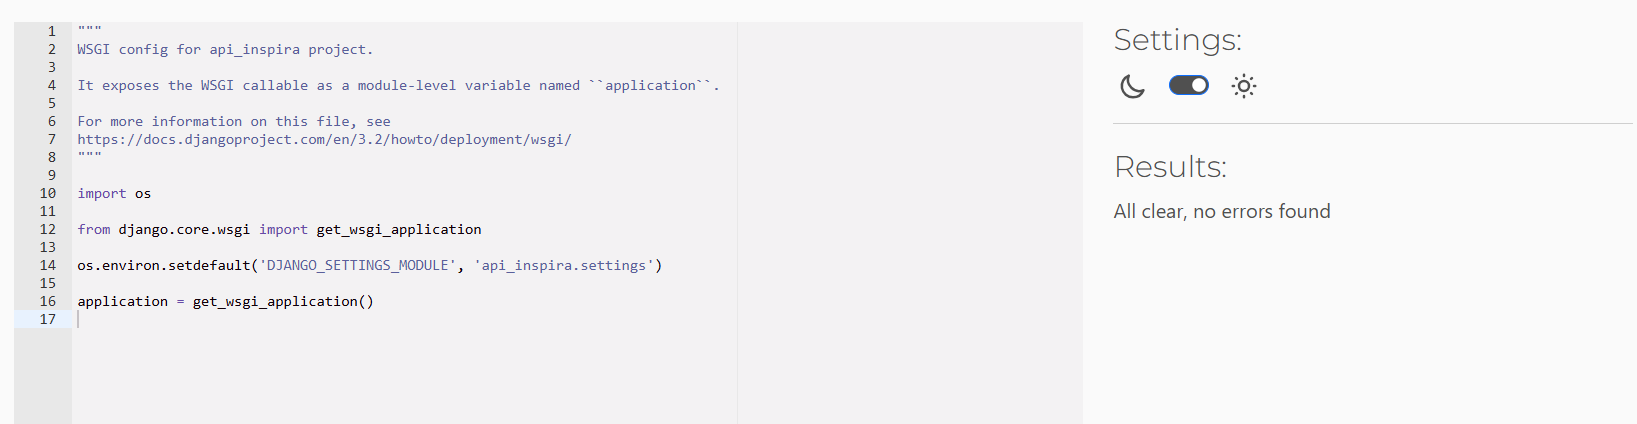 1 """
2 WSGI config for api_inspira project.
3
4 It exposes the WSGI callable as a module-level variable named ``application``.
5
6 For more information on this file, see
7 https://docs.djangoproject.com/en/3.2/howto/deployment/wsgi/
8 """
9
10 import os
11
12 from django.core.wsgi import get_wsgi_application
13
14 os.environ.setdefault('DJANGO_SETTINGS_MODULE', 'api_inspira.settings')
15
16 application = get_wsgi_application()
17
Settings:
Results:
All clear, no errors found